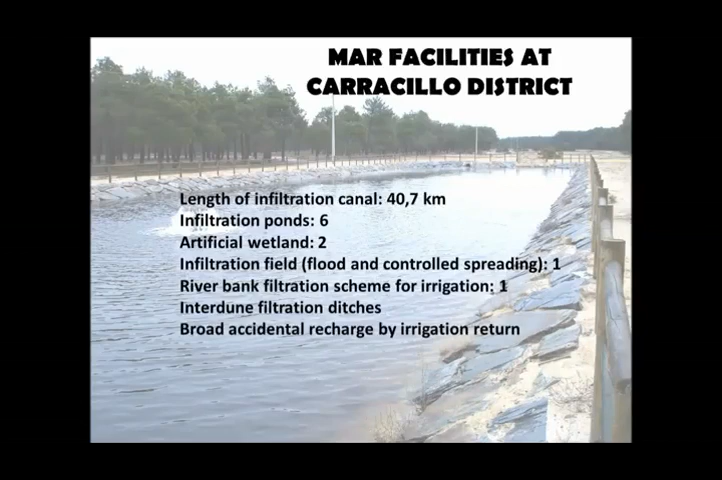 MAR FACILITIES AT
CARRACILLO DISTRICT
Length of infiltration canal: 40,7 km
Infiltration ponds: 6
Artificial wetland: 2
Infiltration field (flood and controlled spreading): 1
River bank filtration scheme for irrigation: 1
Interdune filtration ditches
Broad accidental recharge by irrigation return